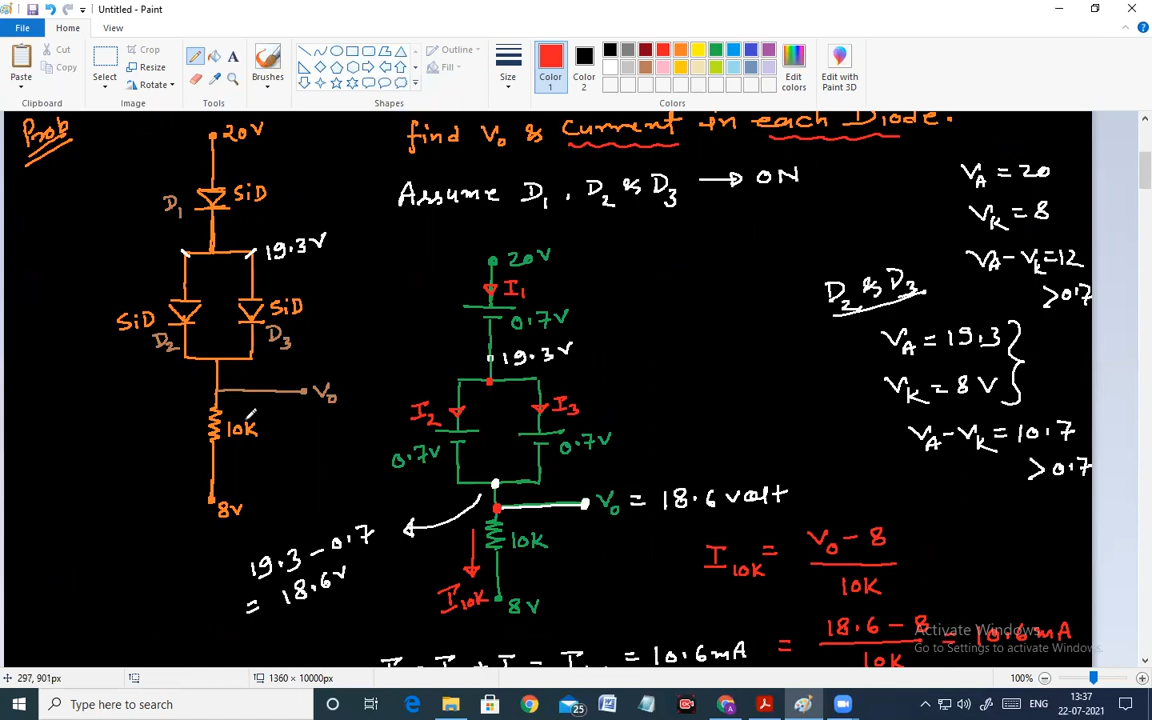 Untitled - Paint
File
Home
View
Paste
Cut
Copy
Clipboard
Select
Crop
Resize
Rotate
Image
Tools
Brushes
Shapes
Outline
Fill
Size
Color 1
Color 2
Edit colors
Colors
Edit with Paint 3D
Prob
20V
D1
SiD
19.3V
SiD
D2
SiD
D3
V0
10K
8V
find V0 & Current in each Diode.
Assume D1, D2 & D3 → ON
20V
I1
0.7V
19.3V
I2
I3
0.7V
0.7V
V0 = 18.6 volt
10K
I10K
8V
19.3 - 0.7
= 18.6V
VA = 20
VK = 8
VA - VK = 12
>0.7
D2 & D3
VA = 19.3
VK = 8 V
VA - VK = 10.7
>0.7
I10K = V0 - 8 / 10K
= 18.6 - 8 / 10K = 10.6mA
= 10.6mA
Activate Windows
Go to Settings to activate Windows.
297, 901px
1360 × 10000px
100%
Type here to search
25
ENG
13:37
22-07-2021